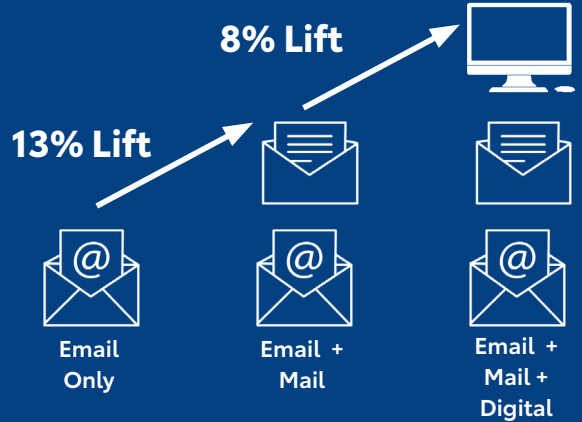 8% Lift
13% Lift
@
@
@
Email
Only
Email +
Mail
Email +
Mail +
Digital